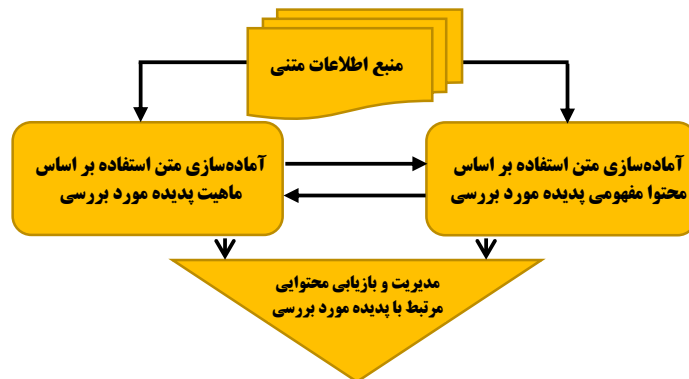 منبع اطلاعات متنی
آماده‌سازی متن استفاده بر اساس
محتوا مفهومی پدیده مورد بررسی
آماده‌سازی متن استفاده بر اساس
ماهیت پدیده مورد بررسی
مدیریت و بازیابی محتوایی
مرتبط با پدیده مورد بررسی